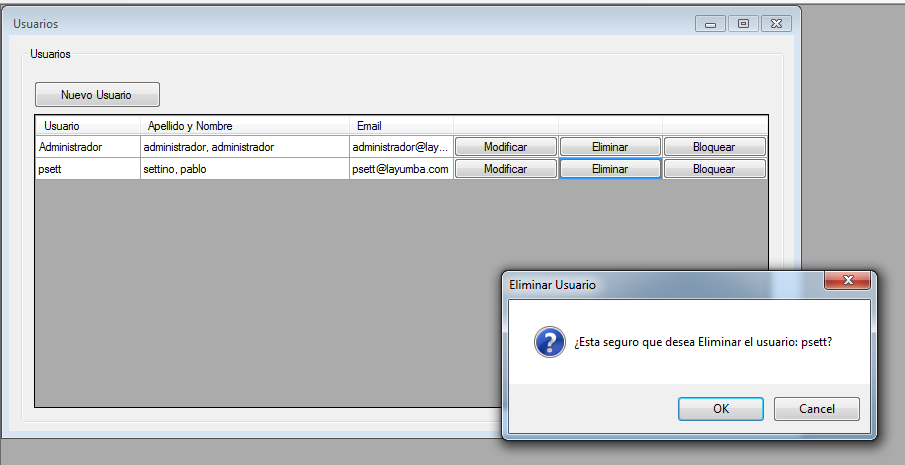 Usuarios
Usuarios
Nuevo Usuario
Usuario Apellido y Nombre Email
Administrador administrador, administrador administrador@lay... Modificar Eliminar Bloquear
psett settino, pablo psett@layumba.com Modificar Eliminar Bloquear
Eliminar Usuario
¿Esta seguro que desea Eliminar el usuario: psett?
OK Cancel